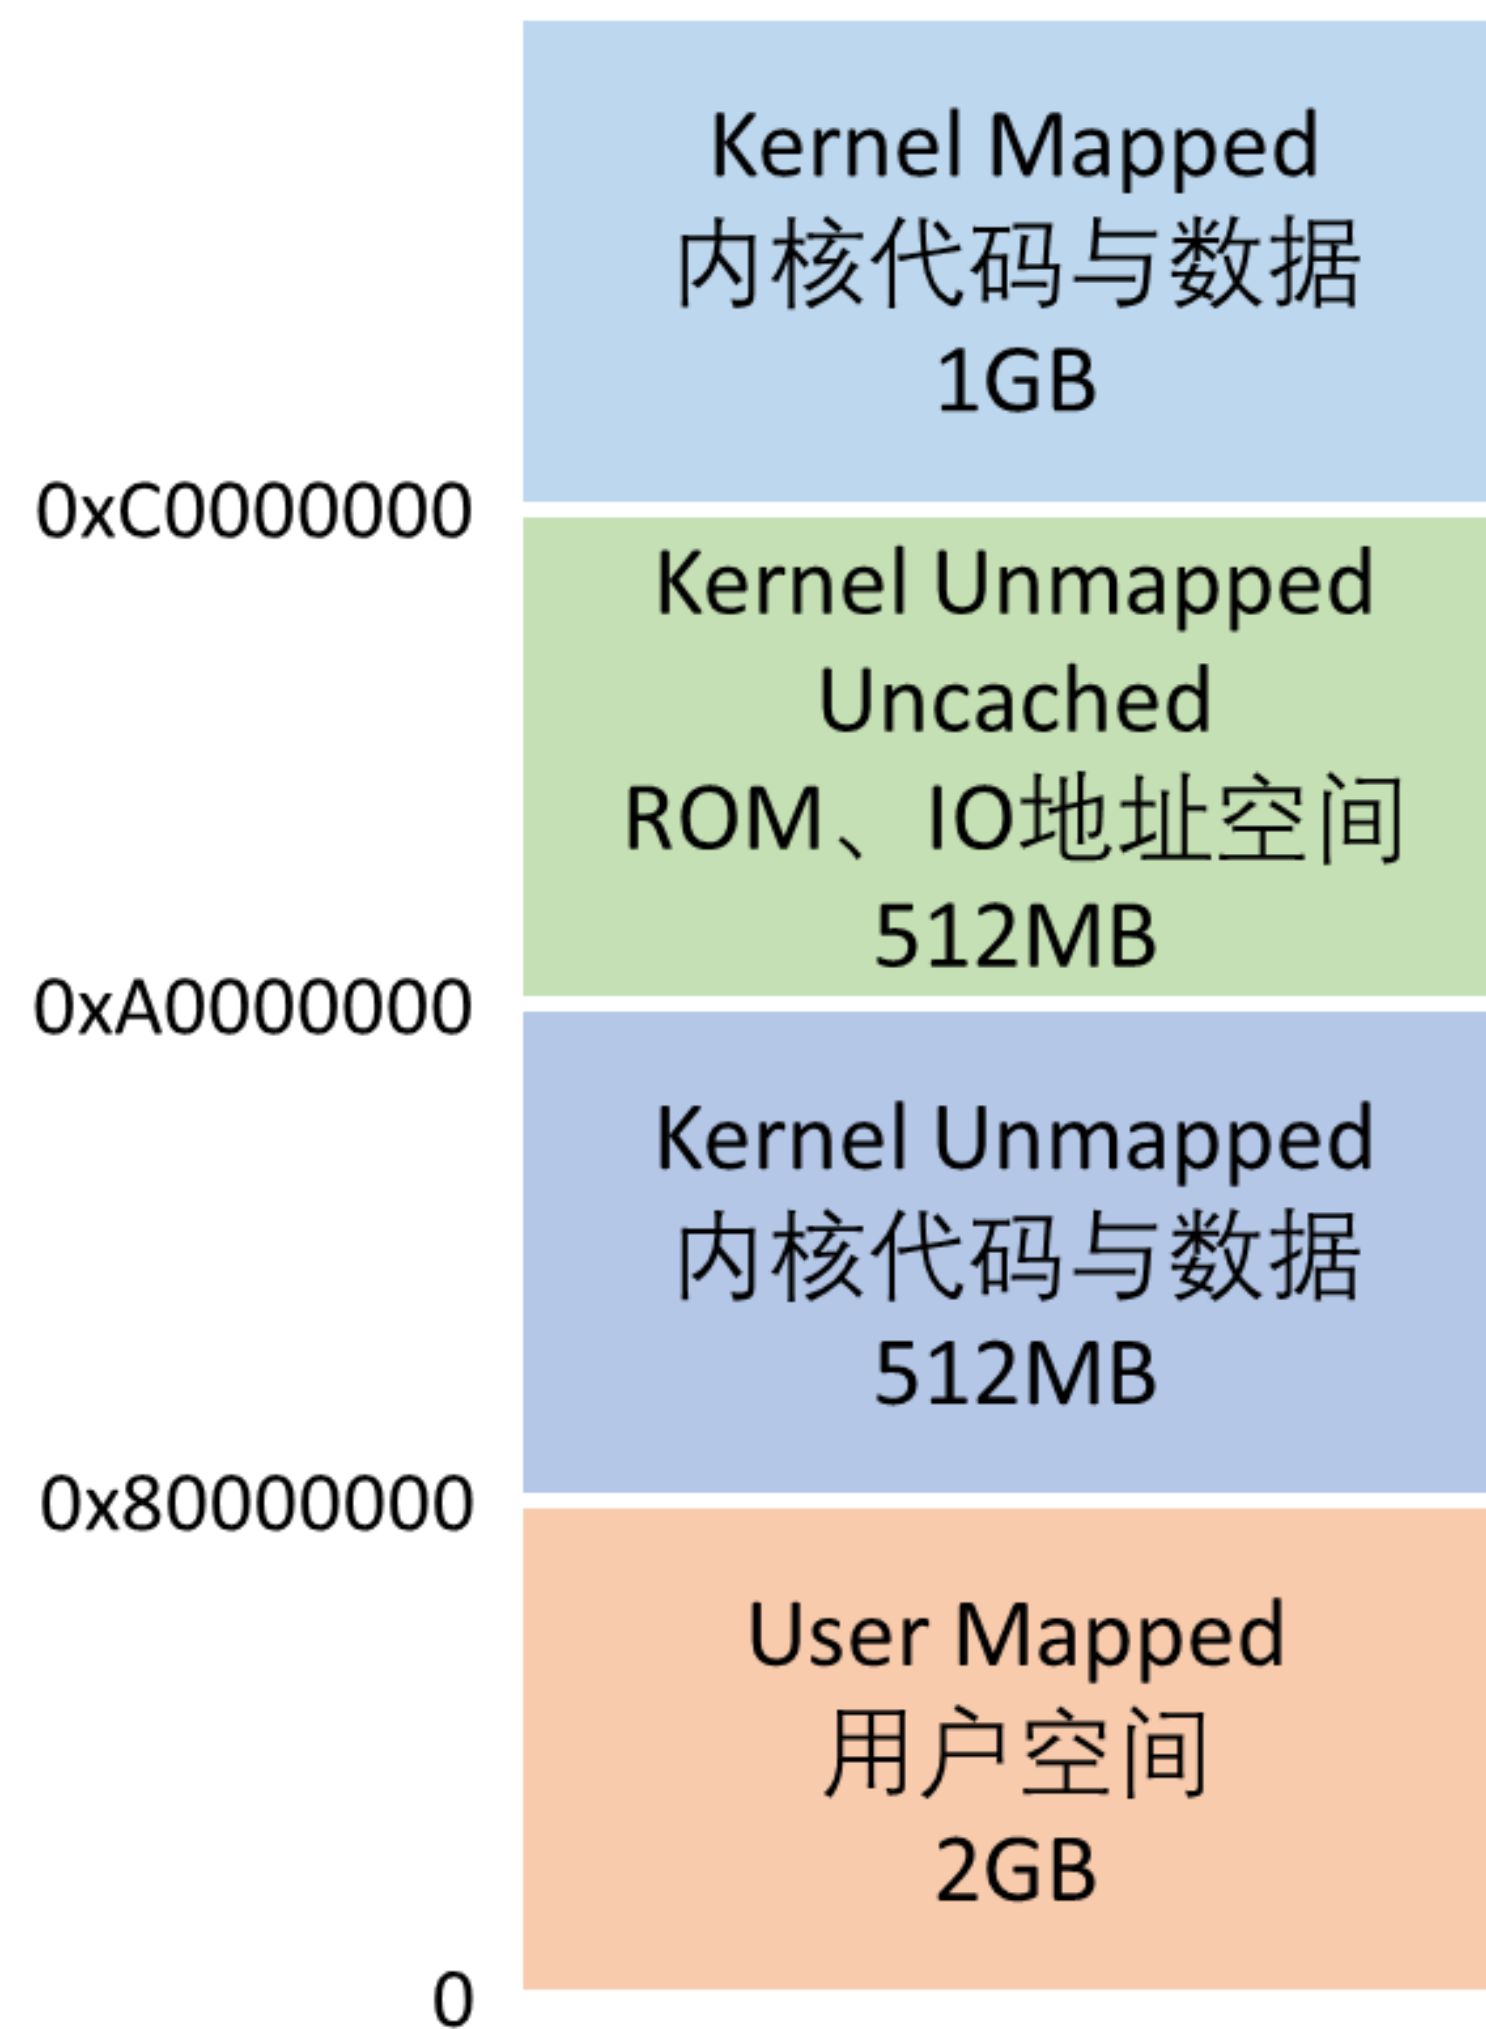 Kernel Mapped
内核代码与数据
1GB
0xC0000000
Kernel Unmapped
Uncached
ROM、IO地址空间
512MB
0xA0000000
Kernel Unmapped
内核代码与数据
512MB
0x80000000
User Mapped
用户空间
2GB
0